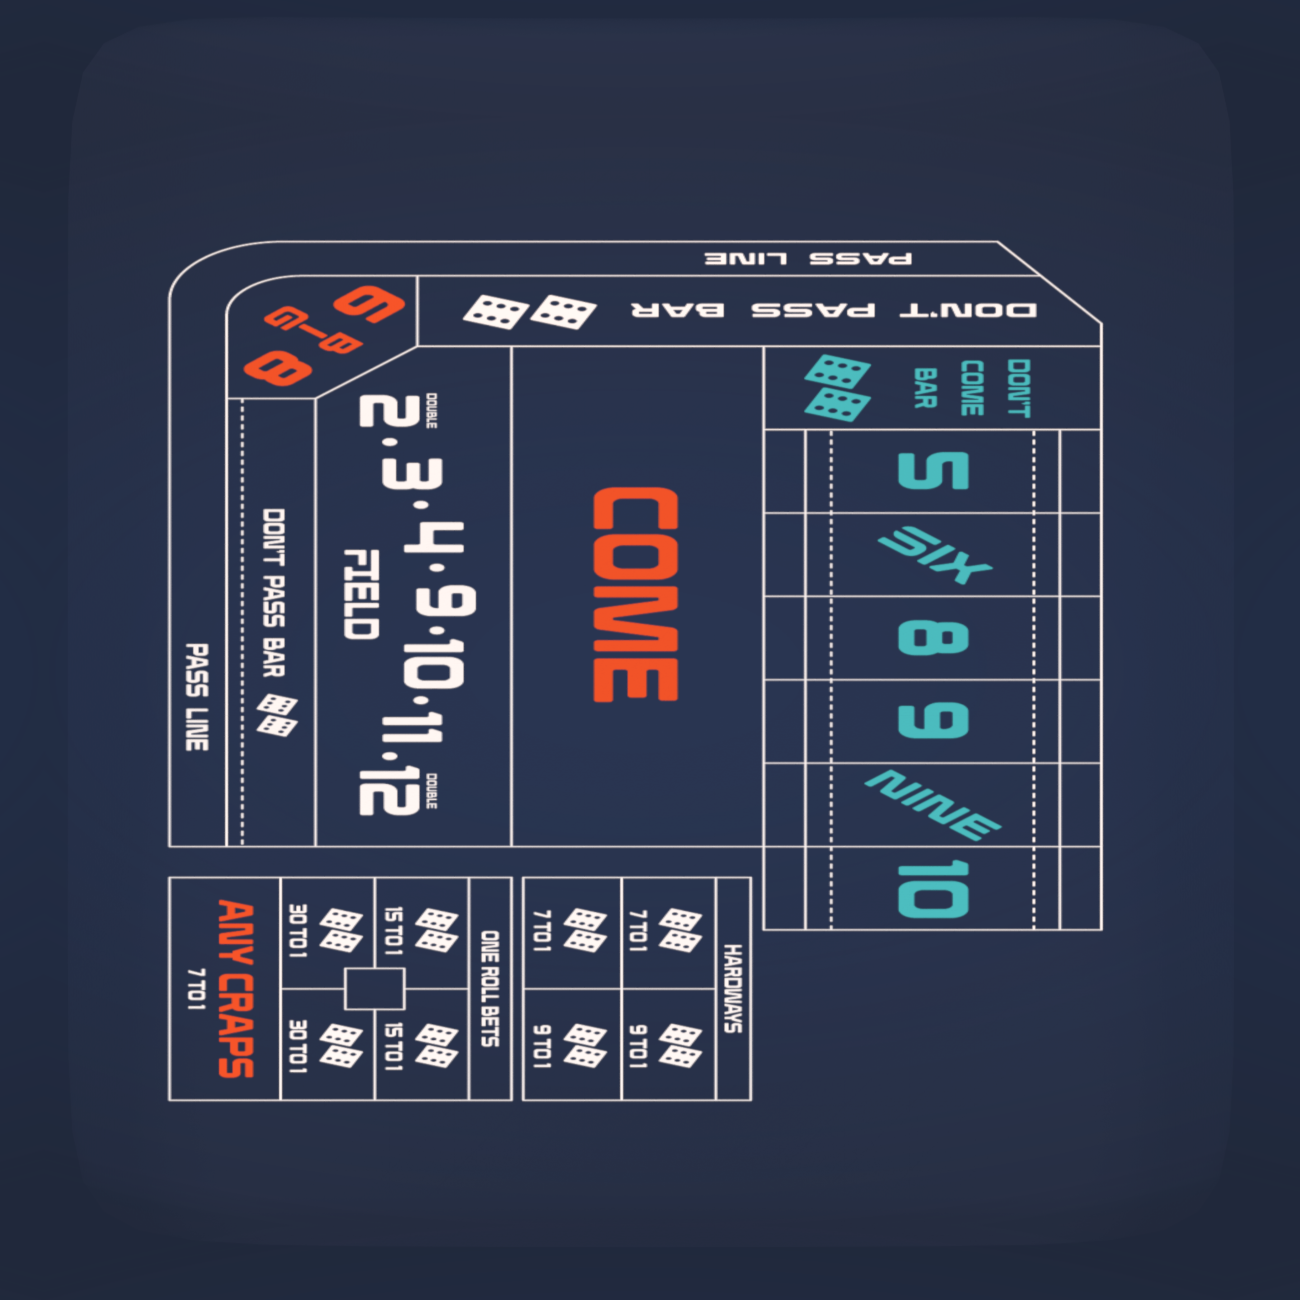 PASS LINE
DON'T PASS BAR
DON'T
COME
BAR
5
SIX
8
9
NINE
10
COME
DOUBLE
DOUBLE
2 . 3 . 4 . 9 . 10 . 11 . 12
FIELD
6
BIG
8
DON'T PASS BAR
PASS LINE
HARDWAYS
7 TO 1
9 TO 1
7 TO 1
9 TO 1
ONE ROLL BETS
15 TO 1
15 TO 1
30 TO 1
30 TO 1
ANY CRAPS
7 TO 1